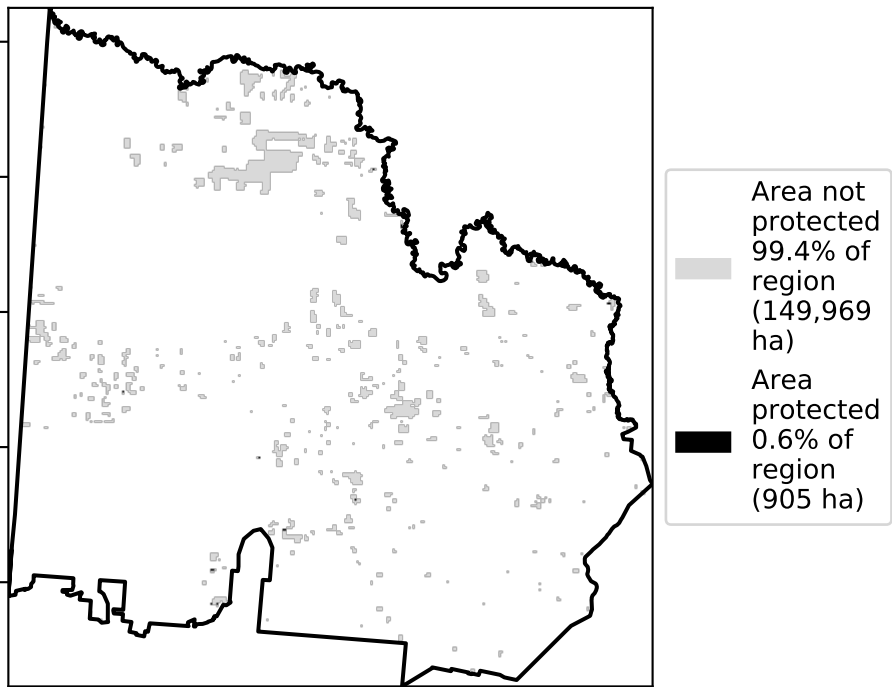 Area not
protected
99.4% of
region
(149,969
ha)
Area
protected
0.6% of
region
(905 ha)